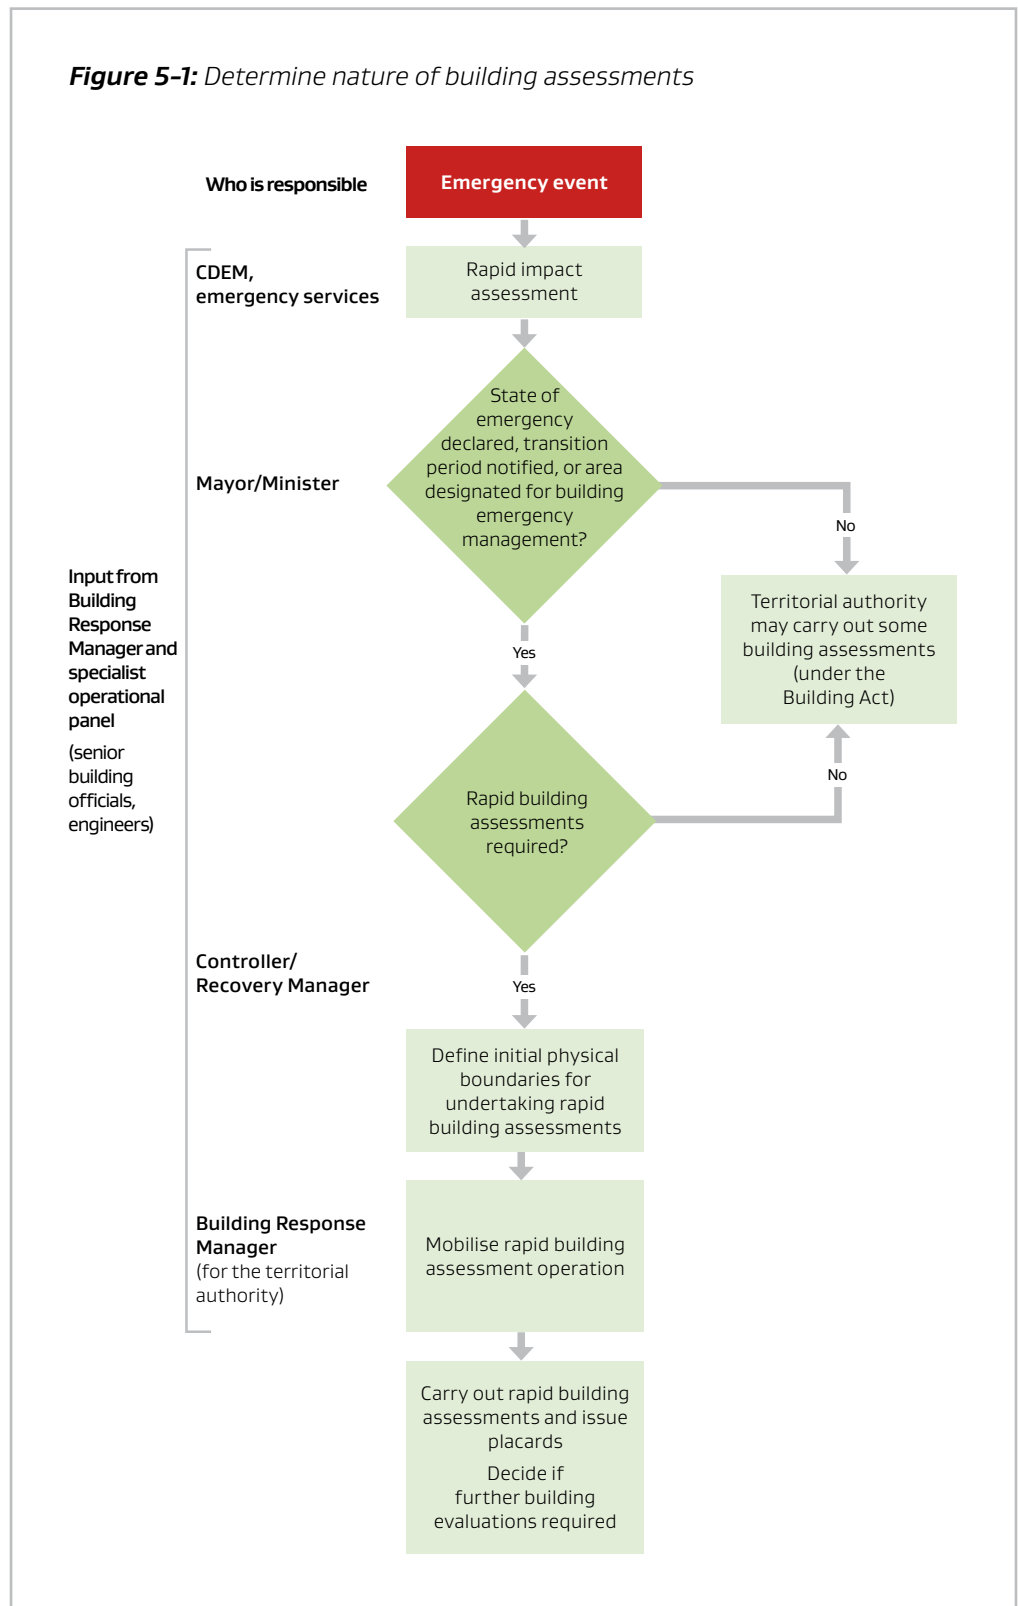 Figure 5-1: Determine nature of building assessments
Who is responsible
Emergency event
CDEM,
emergency services
Rapid impact
assessment
Mayor/Minister
State of
emergency
declared, transition
period notified, or area
designated for building
emergency
management?
No
Territorial authority
may carry out some
building assessments
(under the
Building Act)
Input from
Building
Response
Manager and
specialist
operational
panel
(senior
building
officials,
engineers)
Yes
Rapid building
assessments
required?
No
Controller/
Recovery Manager
Yes
Define initial physical
boundaries for
undertaking rapid
building assessments
Building Response
Manager
(for the territorial
authority)
Mobilise rapid building
assessment operation
Carry out rapid building
assessments and issue
placards
Decide if
further building
evaluations required